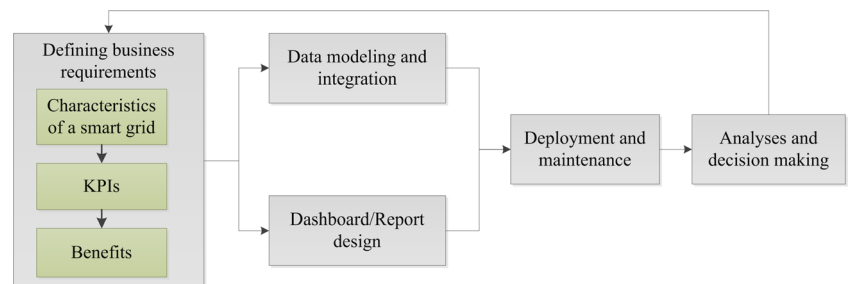 Defining business
requirements
Characteristics
of a smart grid
KPIs
Benefits
Data modeling and
integration
Dashboard/Report
design
Deployment and
maintenance
Analyses and
decision making